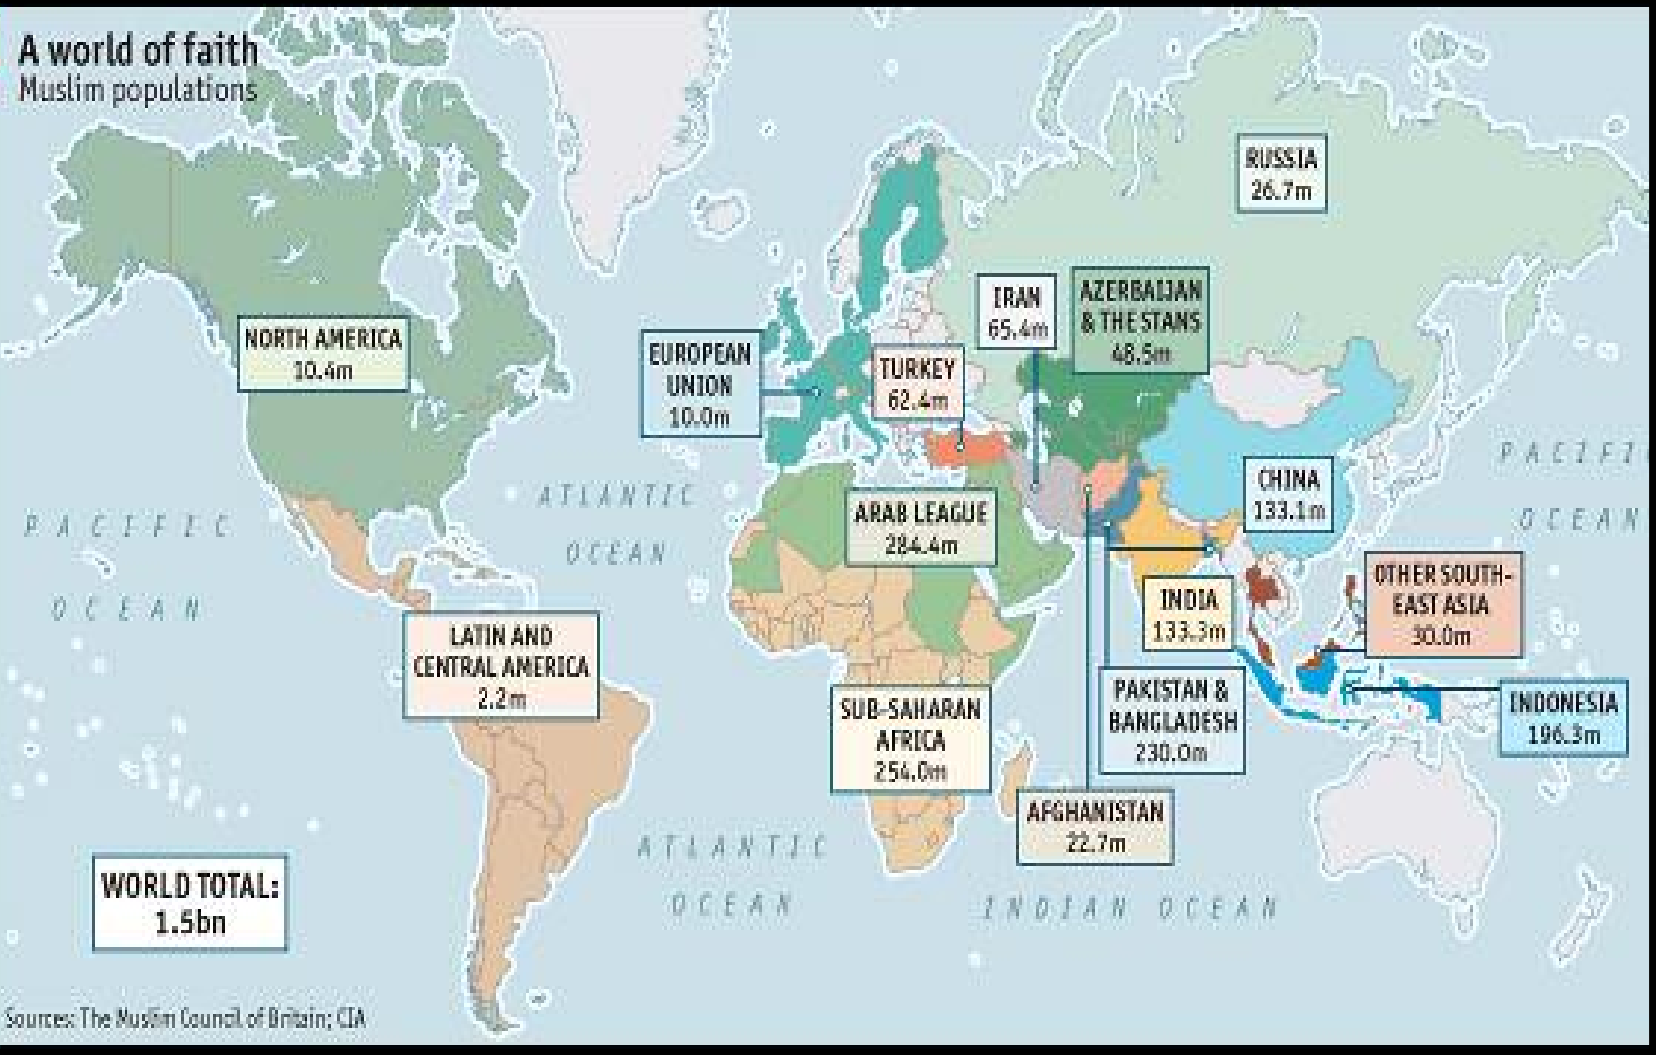 A world of faith
Muslim populations
RUSSIA
26.7m
IRAN
65.4m
AZERBAIJAN
& THE STANS
48.5m
NORTH AMERICA
10.4m
EUROPEAN
UNION
10.0m
TURKEY
62.4m
PACIFIC
OCEAN
ATLANTIC
OCEAN
ARAB LEAGUE
284.4m
CHINA
133.1m
PACIFI
OCEAN
LATIN AND
CENTRAL AMERICA
2.2m
INDIA
133.3m
OTHER SOUTH-
EAST ASIA
30.0m
SUB-SAHARAN
AFRICA
254.0m
PAKISTAN &
BANGLADESH
230.0m
INDONESIA
196.3m
AFGHANISTAN
22.7m
ATLANTIC
OCEAN
INDIAN OCEAN
WORLD TOTAL:
1.5bn
Sources: The Muslim Council of Britain; CIA